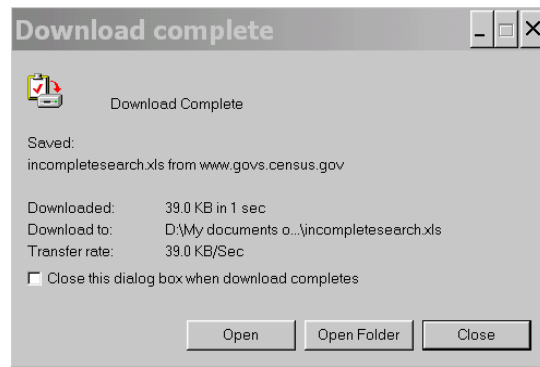 Download complete
Download Complete
Saved:
incompletesearch.xls from www.govs.census.gov
Downloaded: 39.0 KB in 1 sec
Download to: D:\My documents o...\incompletesearch.xls
Transfer rate: 39.0 KB/Sec
Close this dialog box when download completes
Open Open Folder Close